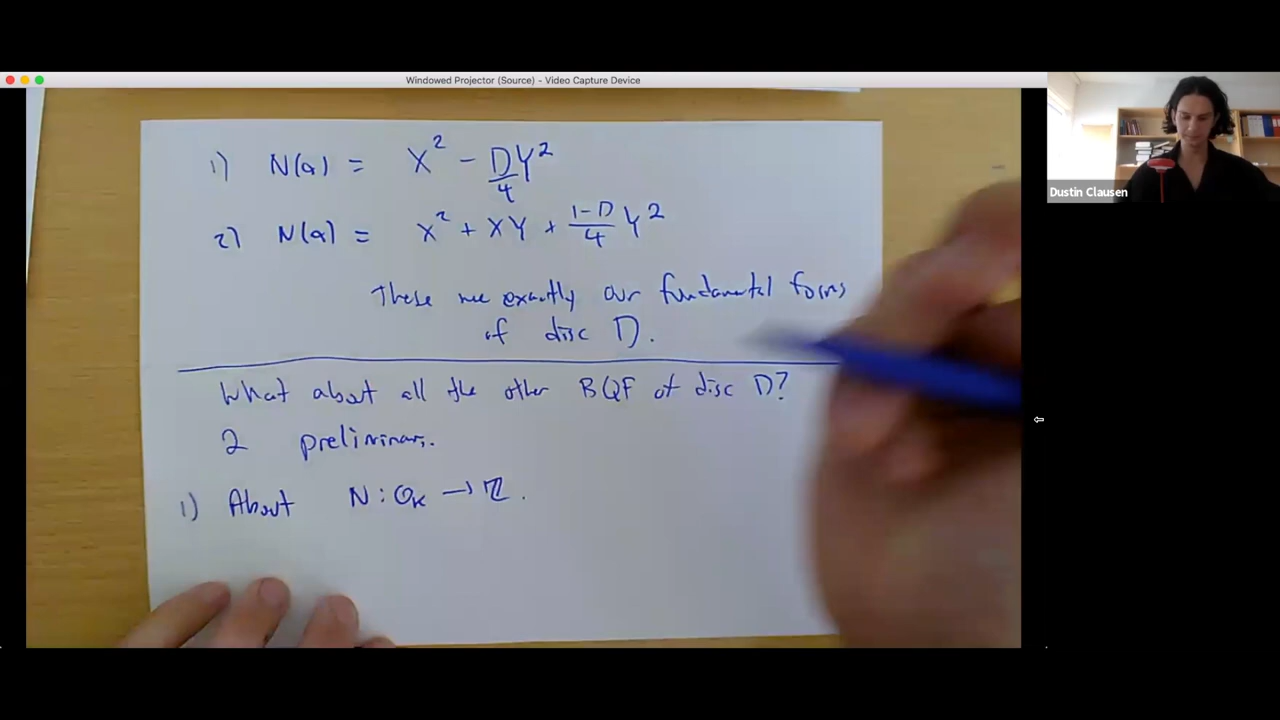 Windowed Projector (Source) - Video Capture Device
Dustin Clausen
1) N(α) = X² - D/4 Y²
2) N(α) = X² + XY + (1-D)/4 Y²
These are exactly our fundamental forms
of disc D.
What about all the other BQF of disc D?
2 preliminary.
1) About N : O_K → ℤ.